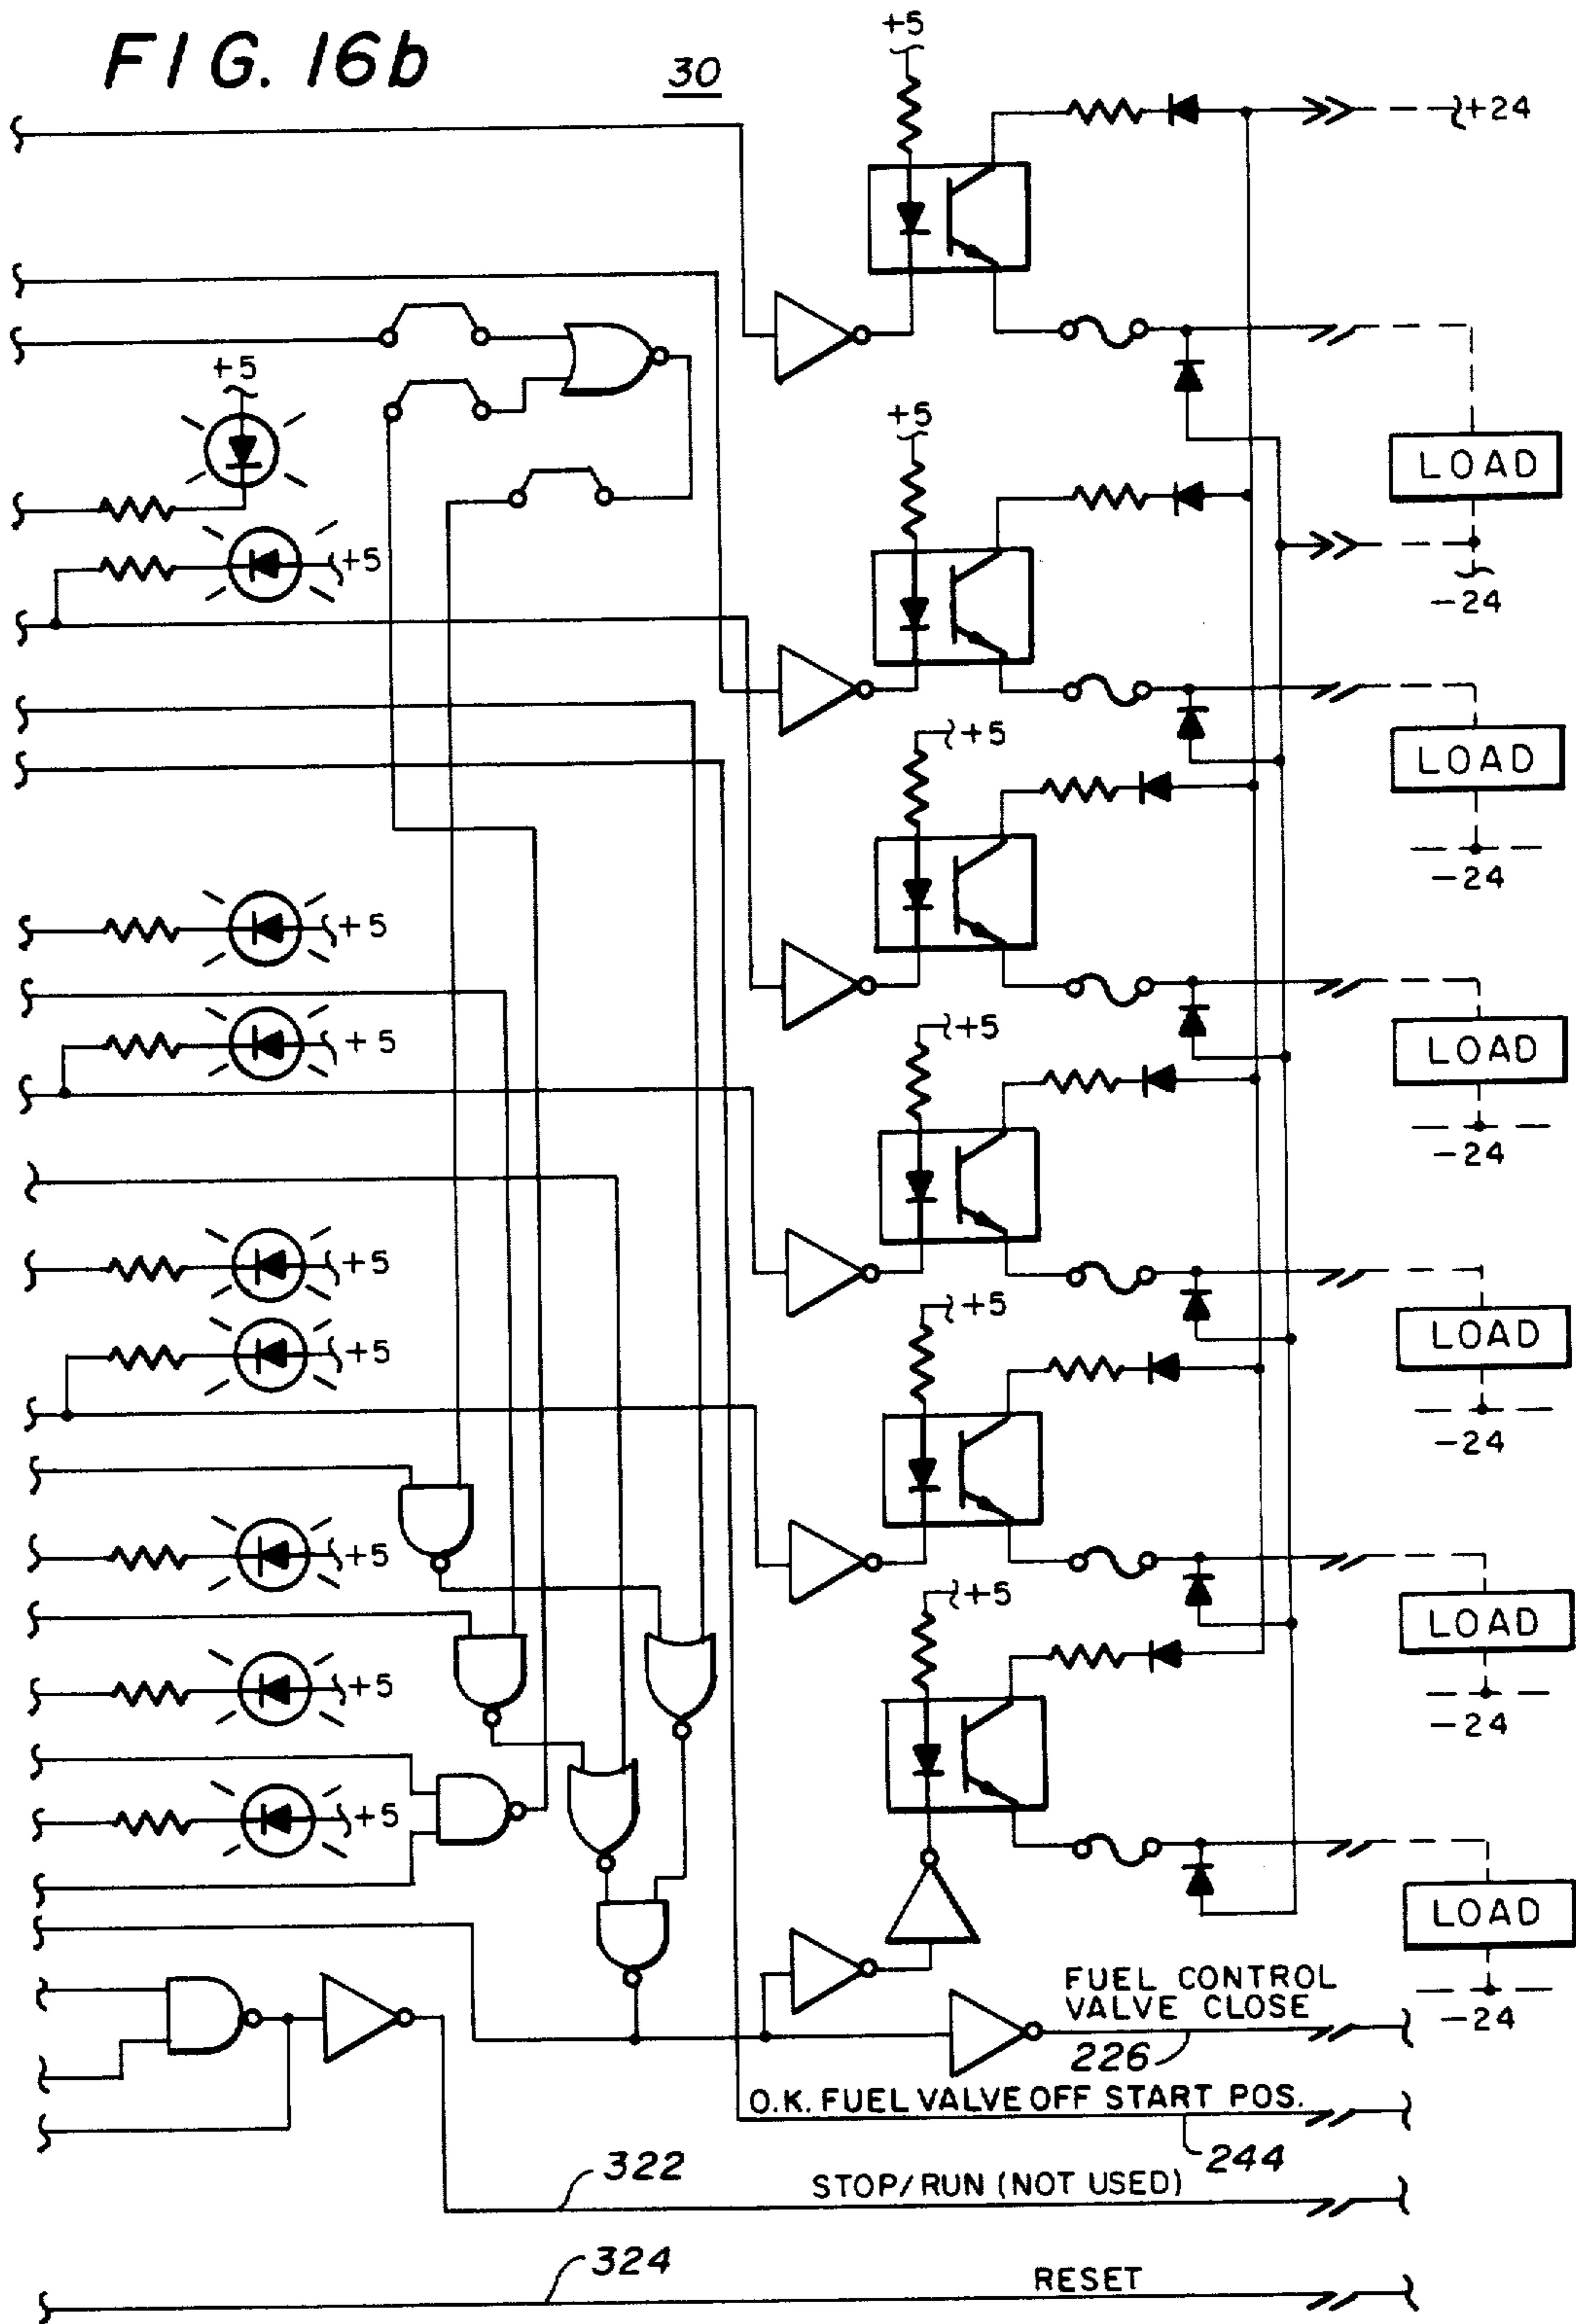 FIG. 16b
30
+5
+24
+5
+5
LOAD
+5
-24
+5
LOAD
-24
+5
+5
+5
LOAD
-24
+5
+5
+5
LOAD
-24
+5
+5
LOAD
-24
+5
+5
LOAD
-24
FUEL CONTROL
VALVE CLOSE
226
O.K. FUEL VALVE OFF START POS.
244
322
STOP/RUN (NOT USED)
324
RESET